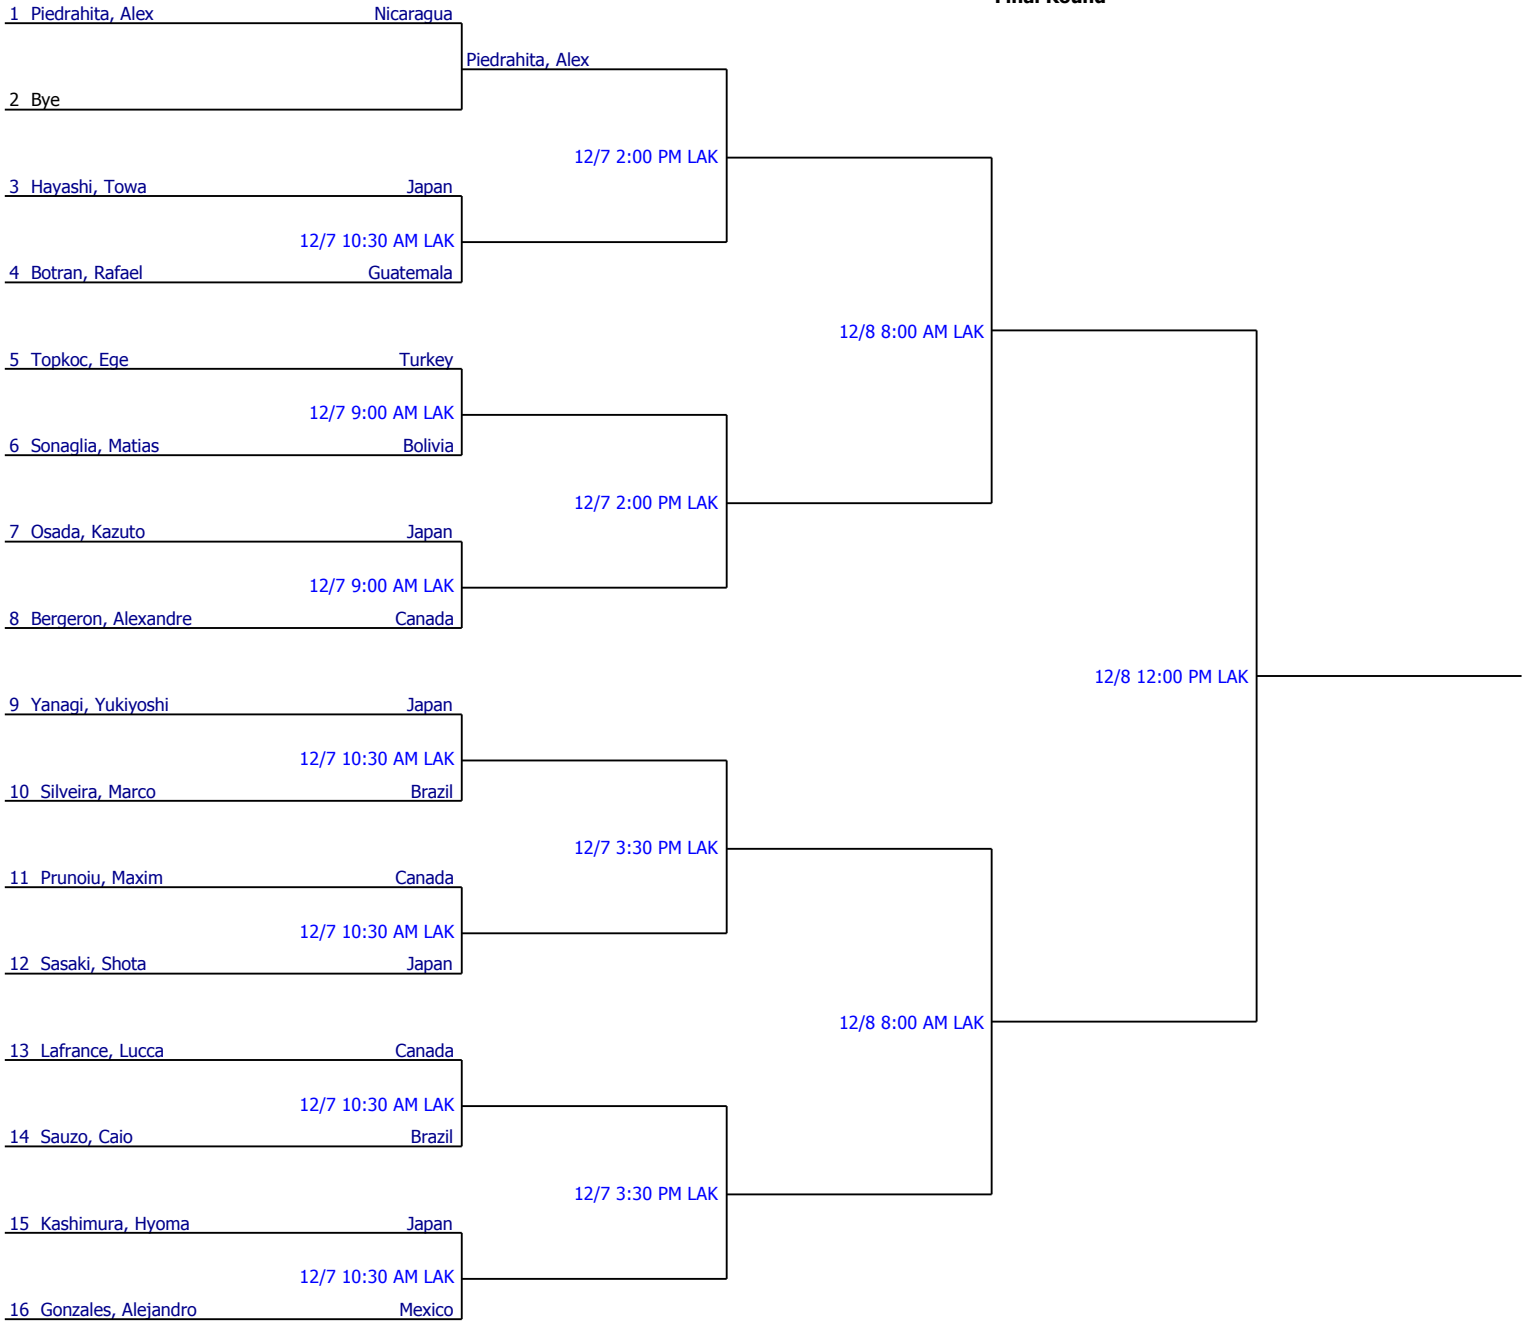 Final Round
1 Piedrahita, Alex Nicaragua
Piedrahita, Alex
2 Bye
12/7 2:00 PM LAK
3 Hayashi, Towa Japan
12/7 10:30 AM LAK
4 Botran, Rafael Guatemala
12/8 8:00 AM LAK
5 Topkoc, Ege Turkey
12/7 9:00 AM LAK
6 Sonaglia, Matias Bolivia
12/7 2:00 PM LAK
7 Osada, Kazuto Japan
12/7 9:00 AM LAK
8 Bergeron, Alexandre Canada
12/8 12:00 PM LAK
9 Yanagi, Yukiyoshi Japan
12/7 10:30 AM LAK
10 Silveira, Marco Brazil
12/7 3:30 PM LAK
11 Prunoiu, Maxim Canada
12/7 10:30 AM LAK
12 Sasaki, Shota Japan
12/8 8:00 AM LAK
13 Lafrance, Lucca Canada
12/7 10:30 AM LAK
14 Sauzo, Caio Brazil
12/7 3:30 PM LAK
15 Kashimura, Hyoma Japan
12/7 10:30 AM LAK
16 Gonzales, Alejandro Mexico